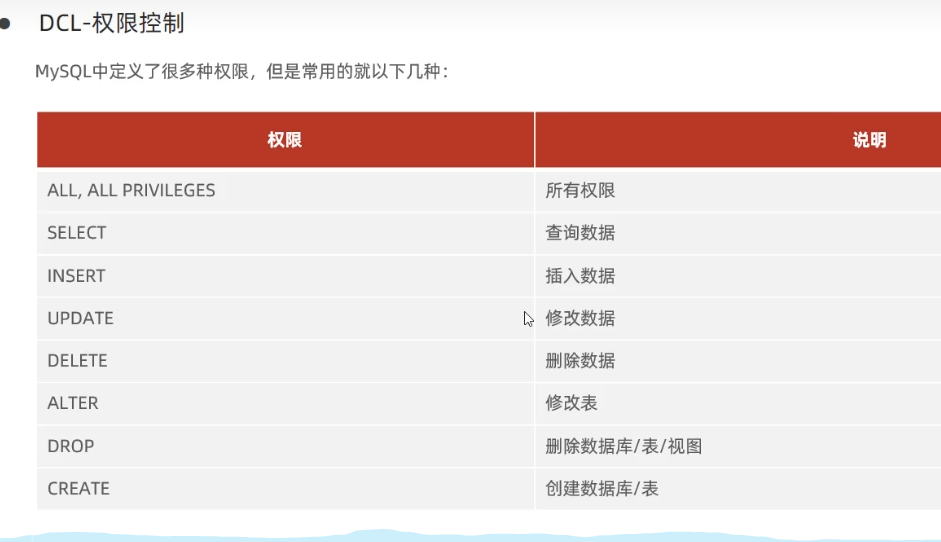 DCL-权限控制
MySQL中定义了很多种权限，但是常用的就以下几种：
权限 说明
ALL, ALL PRIVILEGES 所有权限
SELECT 查询数据
INSERT 插入数据
UPDATE 修改数据
DELETE 删除数据
ALTER 修改表
DROP 删除数据库/表/视图
CREATE 创建数据库/表